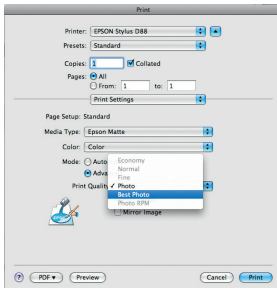 Print
Printer: EPSON Stylus D88
Presets: Standard
Copies: 1 Collated
Pages: All
From: 1 to: 1
Print Settings
Page Setup: Standard
Media Type: Epson Matte
Color: Color
Mode: Auto
Adva
Print Quality
Economy
Normal
Fine
✓ Photo
Best Photo
Photo RPM
Mirror Image
? PDF ▾ Preview Cancel Print